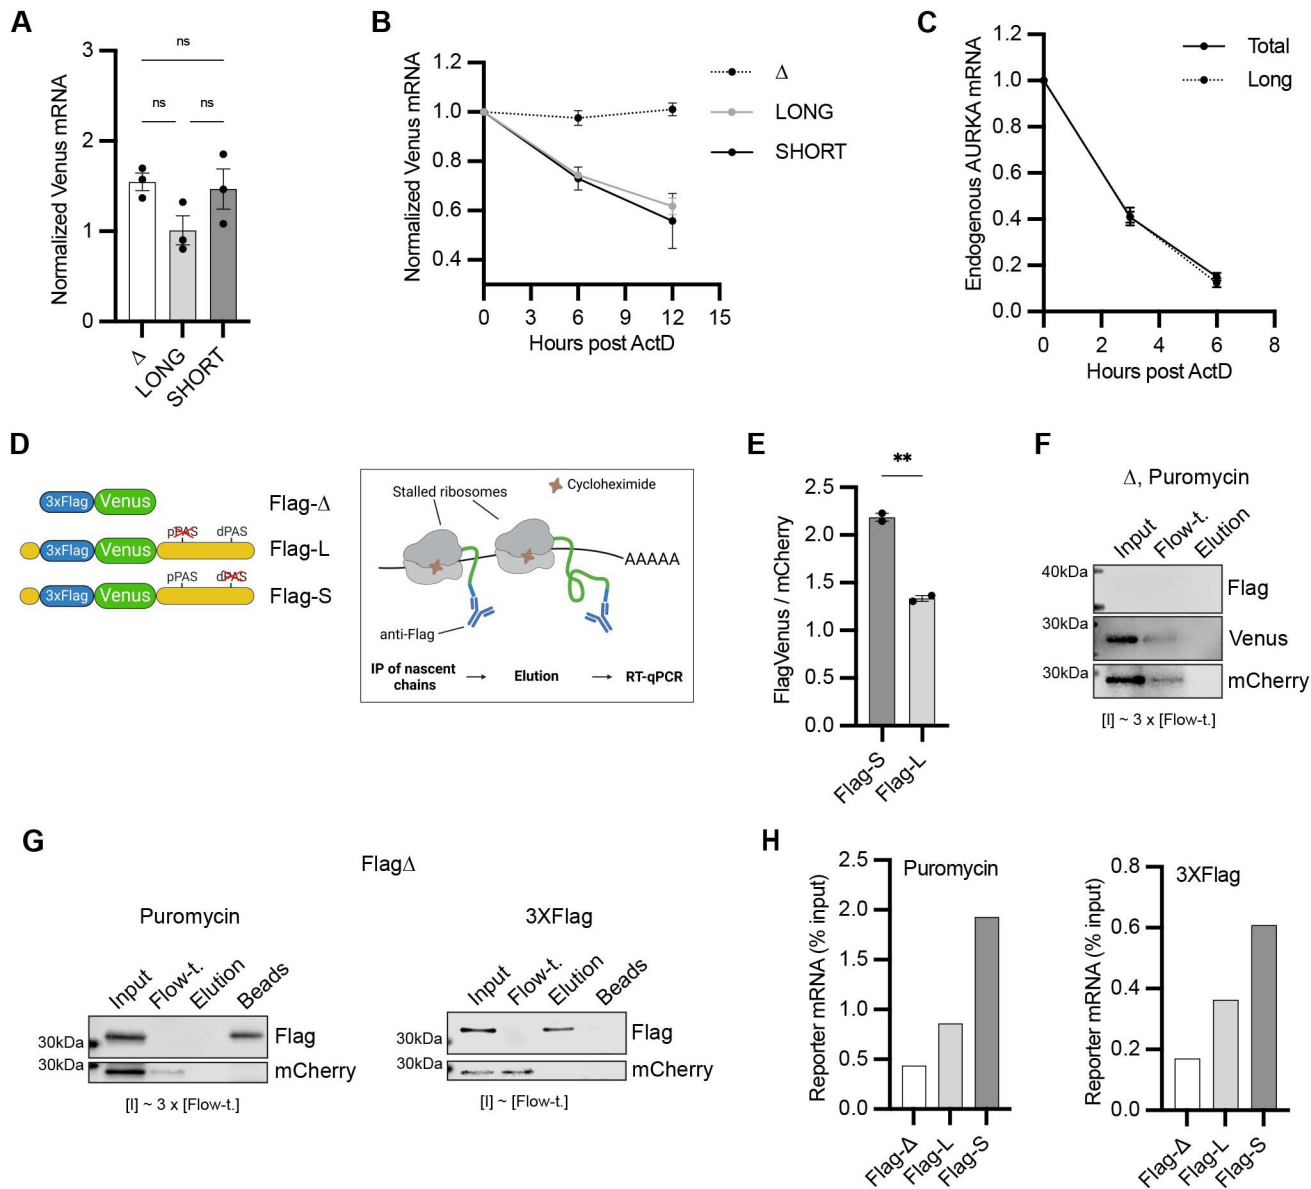 A
Normalized Venus mRNA
3
2
1
0
ns
ns
ns
Δ
LONG
SHORT
B
Normalized Venus mRNA
1.2
1.0
0.8
0.6
0.4
0
3
6
9
12
15
Hours post ActD
Δ
LONG
SHORT
C
Endogenous AURKA mRNA
1.2
1.0
0.8
0.6
0.4
0.2
0.0
0
2
4
6
8
Hours post ActD
Total
Long
D
3xFlag Venus
Flag-Δ
pPAS dPAS
3xFlag Venus
Flag-L
pPAS dPAS
3xFlag Venus
Flag-S
Stalled ribosomes
Cycloheximide
AAAAA
anti-Flag
IP of nascent chains → Elution → RT-qPCR
E
FlagVenus / mCherry
2.5
2.0
1.5
1.0
0.5
0.0
**
Flag-S
Flag-L
F
Δ, Puromycin
Input Flow-t. Elution
40kDa
Flag
30kDa
Venus
30kDa
mCherry
[I] ~ 3 x [Flow-t.]
G
FlagΔ
Puromycin
Input Flow-t. Elution Beads
30kDa
Flag
30kDa
mCherry
[I] ~ 3 x [Flow-t.]
3XFlag
Input Flow-t. Elution Beads
30kDa
Flag
30kDa
mCherry
[I] ~ [Flow-t.]
H
Puromycin
Reporter mRNA (% input)
2.5
2.0
1.5
1.0
0.5
0.0
Flag-Δ
Flag-L
Flag-S
3XFlag
Reporter mRNA (% input)
0.8
0.6
0.4
0.2
0.0
Flag-Δ
Flag-L
Flag-S